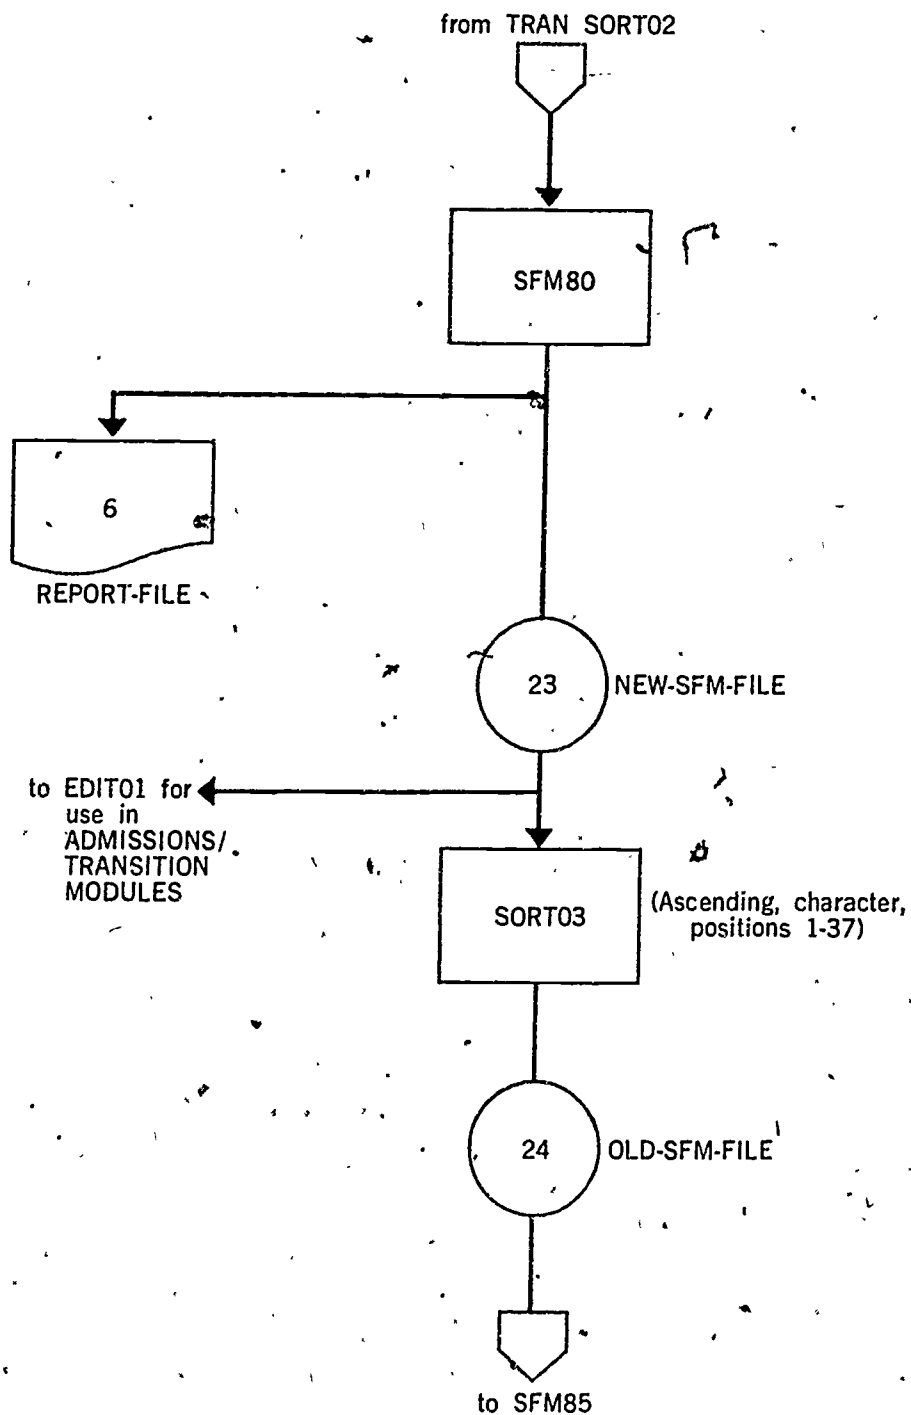 from TRAN SORT02
SFM80
6
REPORT-FILE
23
NEW-SFM-FILE
to EDIT01 for
use in
ADMISSIONS/
TRANSITION
MODULES
SORT03
(Ascending, character,
positions 1-37)
24
OLD-SFM-FILE
to SFM85